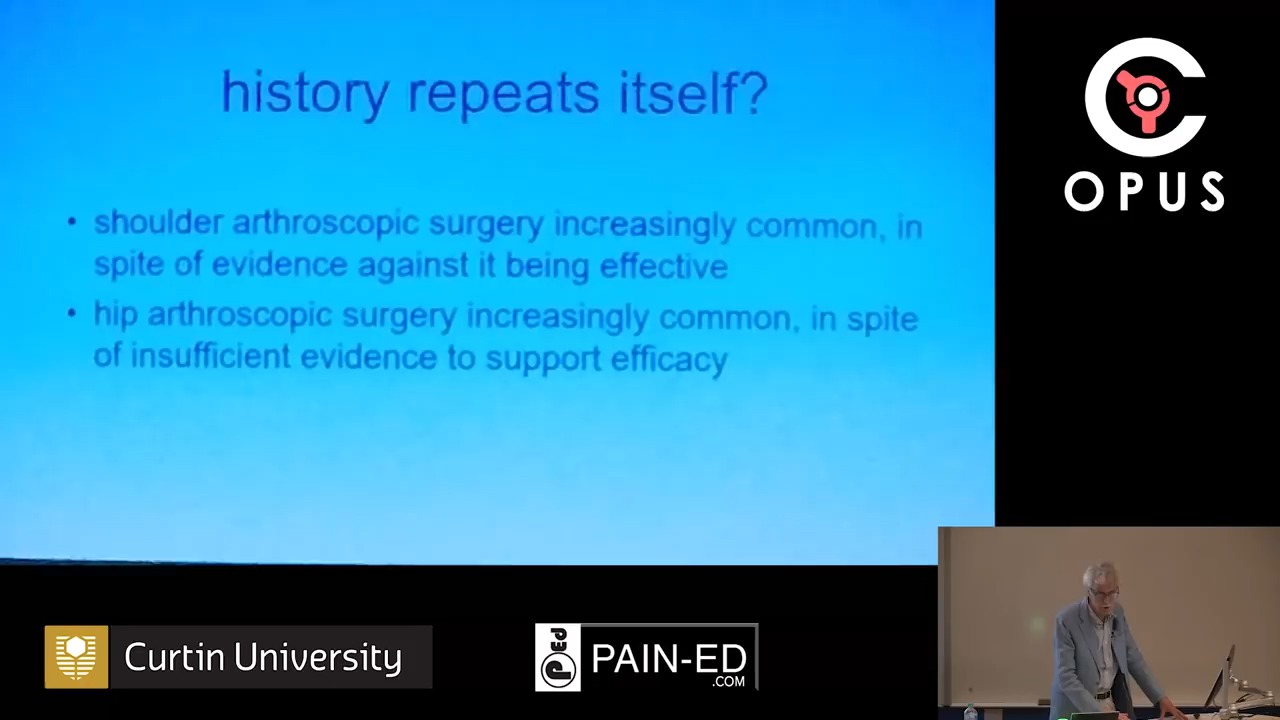 history repeats itself?
• shoulder arthroscopic surgery increasingly common, in
spite of evidence against it being effective
• hip arthroscopic surgery increasingly common, in spite
of insufficient evidence to support efficacy
OPUS
Curtin University
PEd
PAIN-ED
.COM